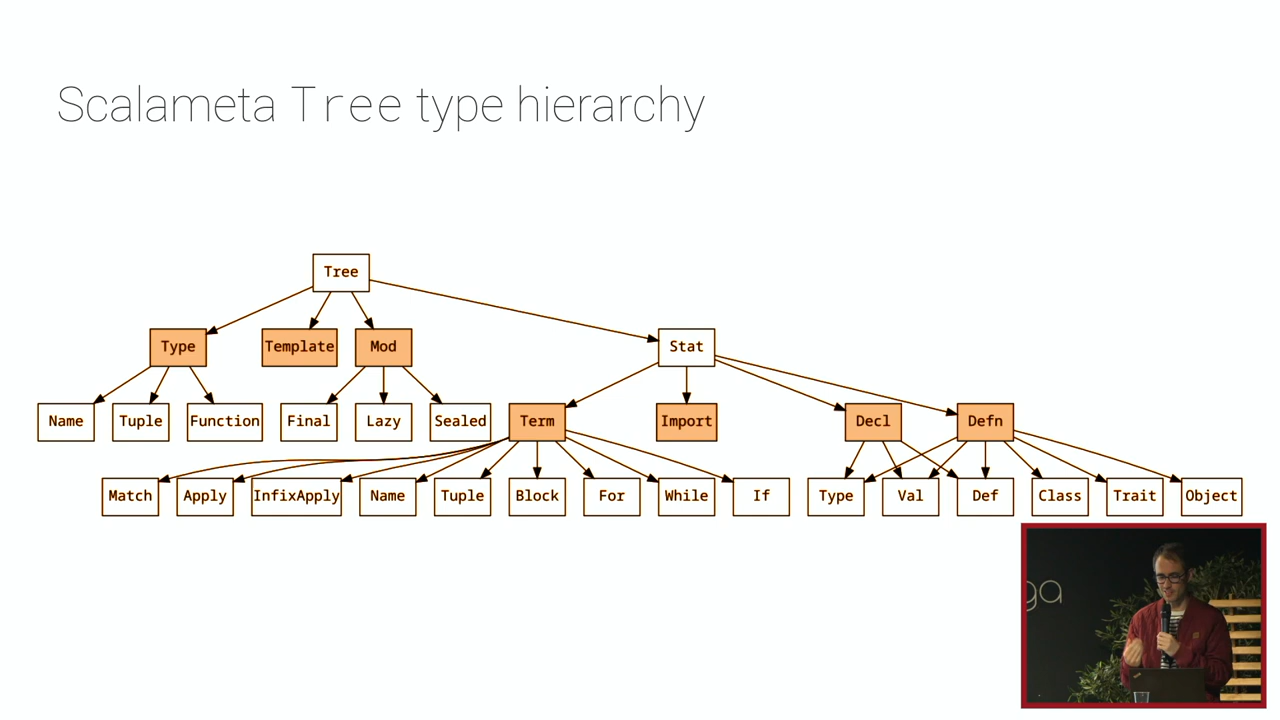 Scalameta Tree type hierarchy
Tree
Type Template Mod Stat
Name Tuple Function Final Lazy Sealed Term Import Decl Defn
Match Apply InfixApply Name Tuple Block For While If Type Val Def Class Trait Object
ga